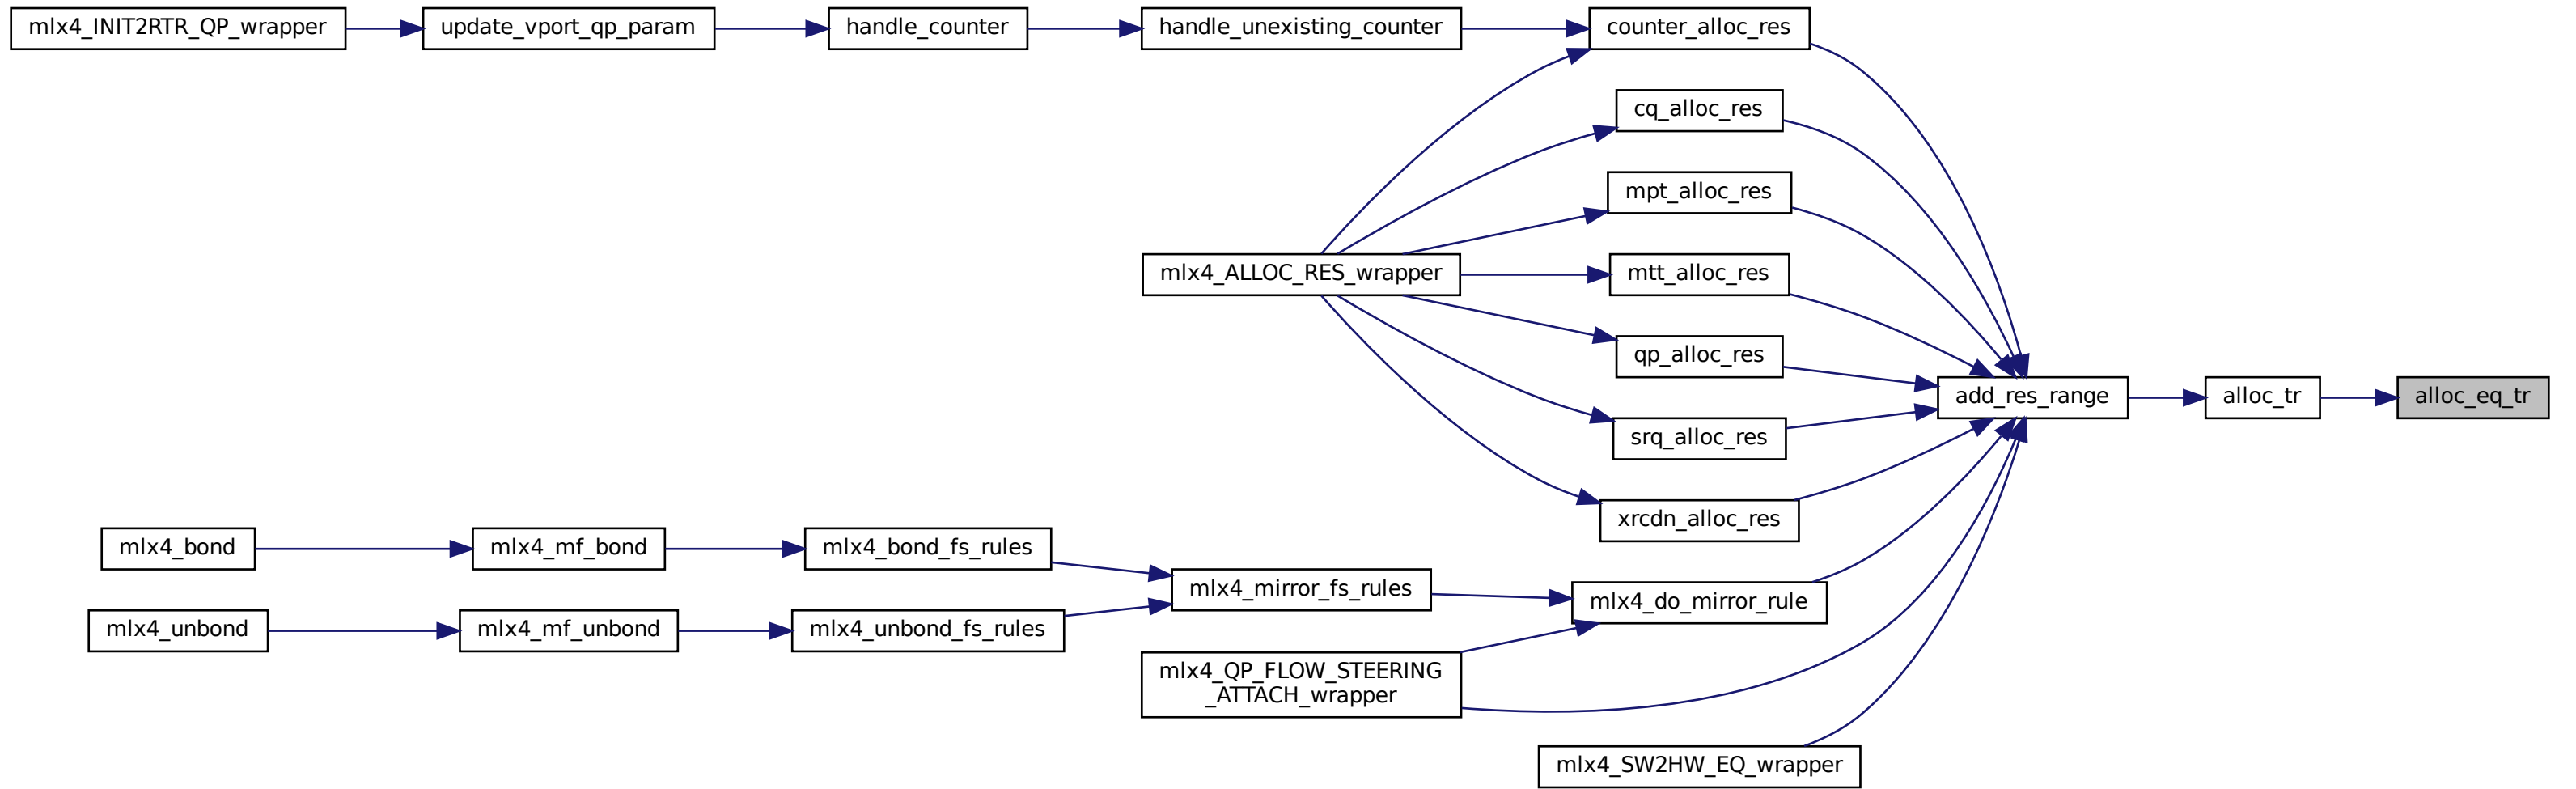 mlx4_INIT2RTR_QP_wrapper
update_vport_qp_param
handle_counter
handle_unexisting_counter
counter_alloc_res
cq_alloc_res
mpt_alloc_res
mlx4_ALLOC_RES_wrapper
mtt_alloc_res
qp_alloc_res
add_res_range
alloc_tr
alloc_eq_tr
srq_alloc_res
xrcdn_alloc_res
mlx4_bond
mlx4_mf_bond
mlx4_bond_fs_rules
mlx4_mirror_fs_rules
mlx4_do_mirror_rule
mlx4_unbond
mlx4_mf_unbond
mlx4_unbond_fs_rules
mlx4_QP_FLOW_STEERING
_ATTACH_wrapper
mlx4_SW2HW_EQ_wrapper